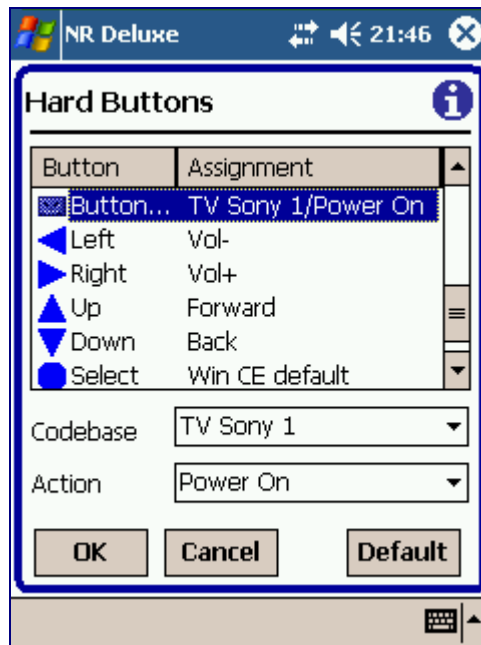 NR Deluxe 21:46
Hard Buttons
Button Assignment
Button... TV Sony 1/Power On
Left Vol-
Right Vol+
Up Forward
Down Back
Select Win CE default
Codebase TV Sony 1
Action Power On
OK Cancel Default